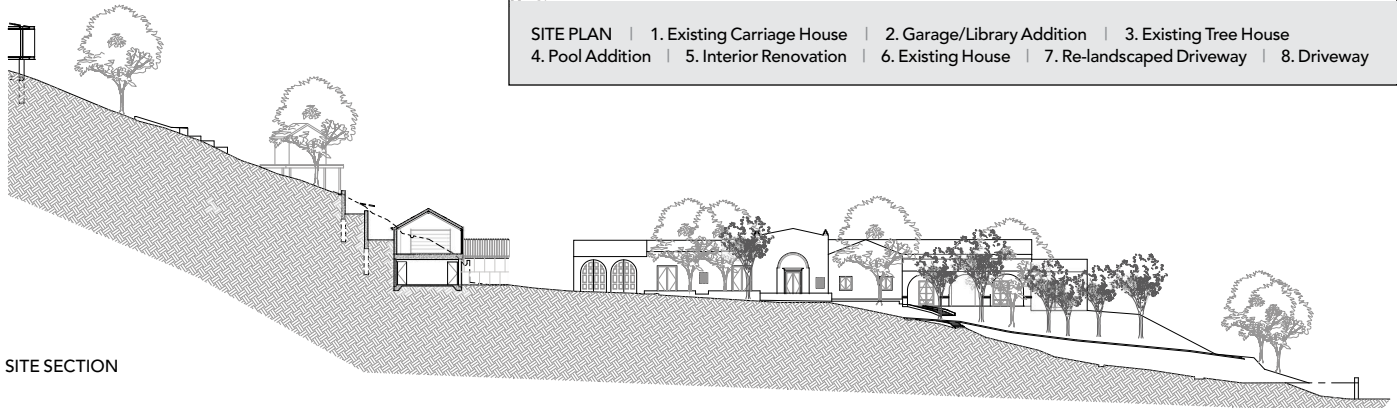 SITE PLAN | 1. Existing Carriage House | 2. Garage/Library Addition | 3. Existing Tree House
4. Pool Addition | 5. Interior Renovation | 6. Existing House | 7. Re-landscaped Driveway | 8. Driveway
SITE SECTION